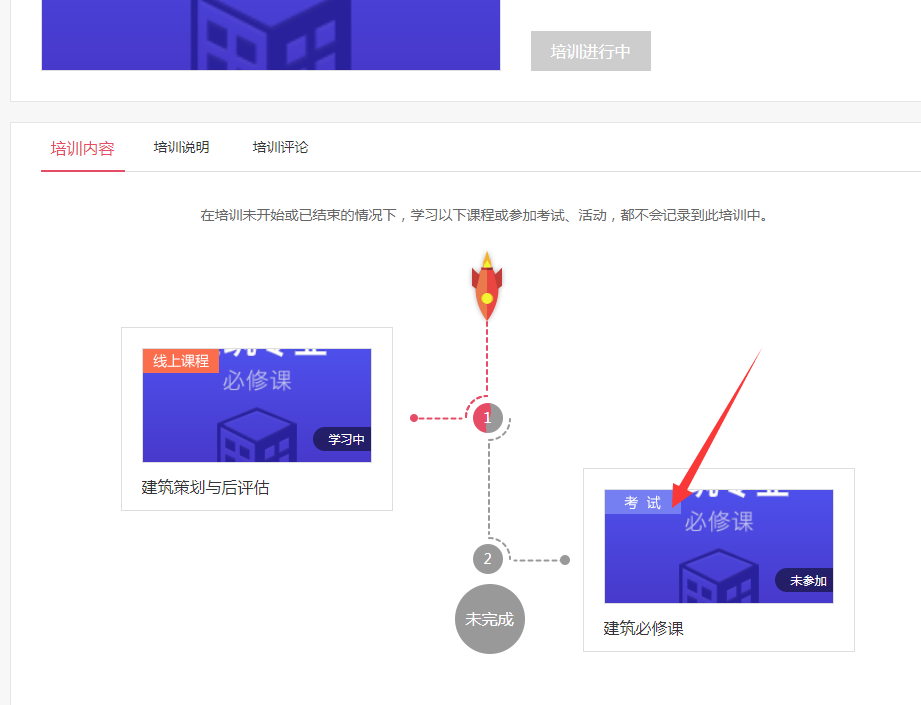 培训进行中
培训内容
培训说明
培训评论
在培训未开始或已结束的情况下，学习以下课程或参加考试、活动，都不会记录到此培训中。
线上课程
必修课
学习中
建筑策划与后评估
1
考 试
必修课
未参加
建筑必修课
2
未完成